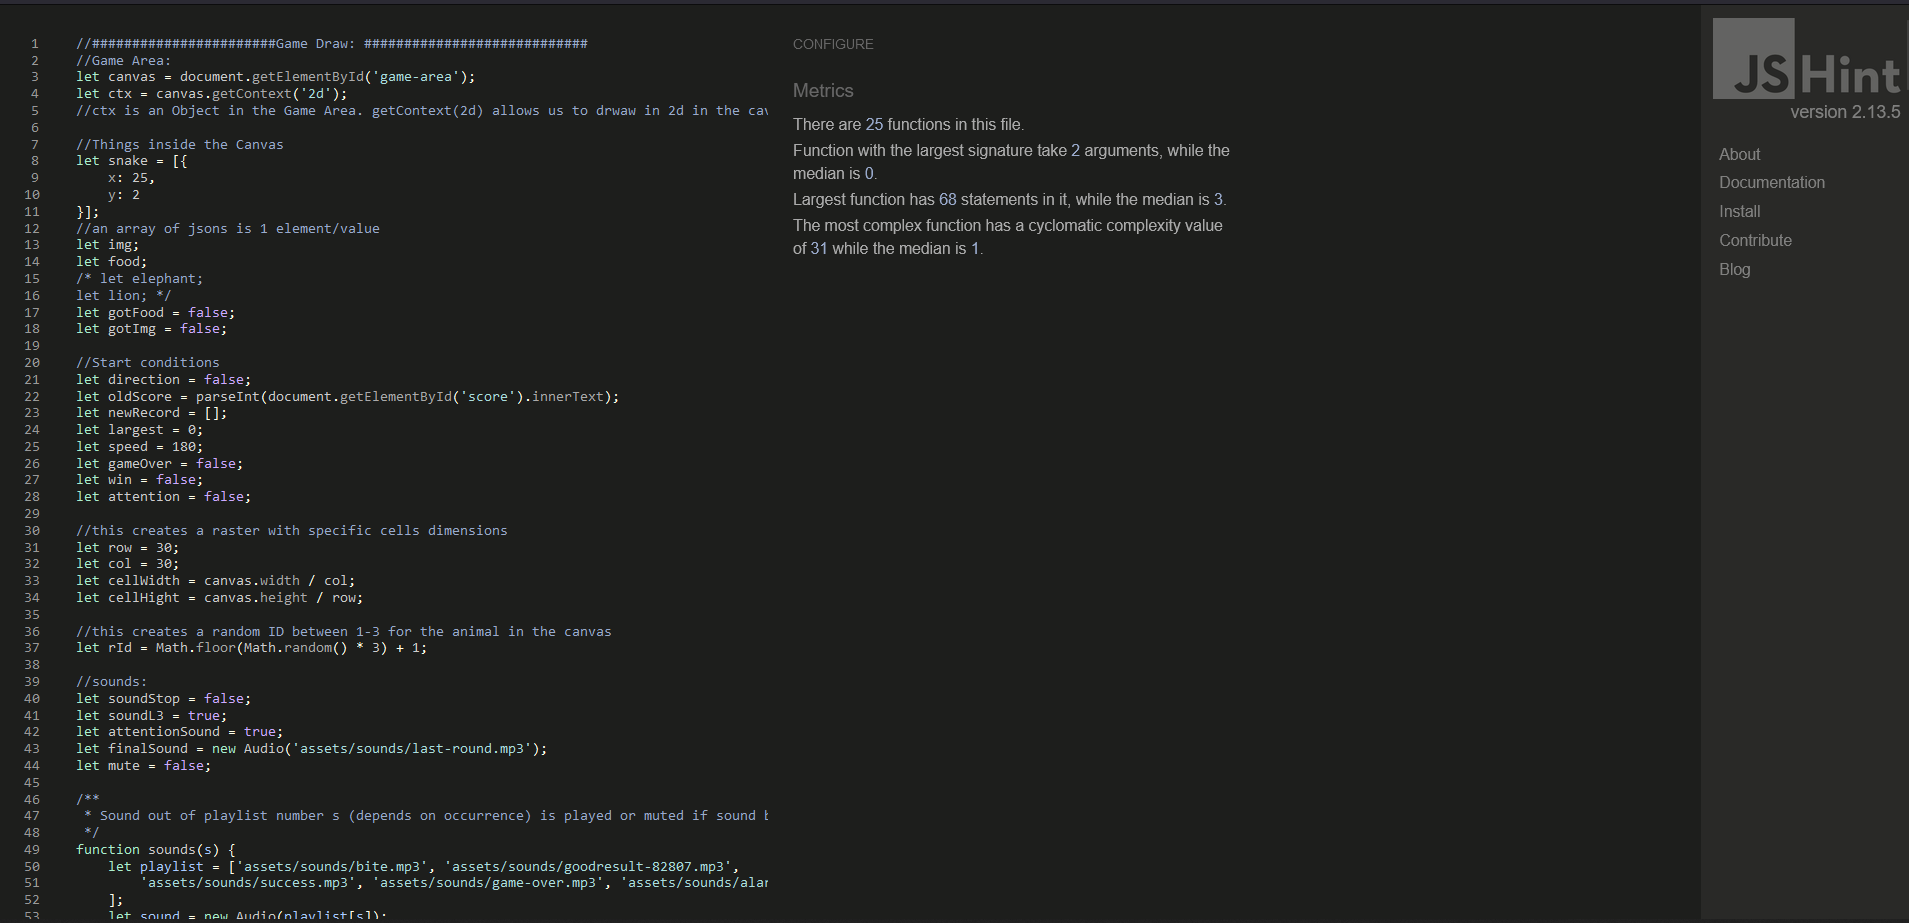 1 //#######################Game Draw: ############################
2 //Game Area:
3 let canvas = document.getElementById('game-area');
4 let ctx = canvas.getContext('2d');
5 //ctx is an Object in the Game Area. getContext(2d) allows us to drwaw in 2d in the cav
6
7 //Things inside the Canvas
8 let snake = [{
9 x: 25,
10 y: 2
11 }];
12 //an array of jsons is 1 element/value
13 let img;
14 let food;
15 /* let elephant;
16 let lion; */
17 let gotFood = false;
18 let gotImg = false;
19
20 //Start conditions
21 let direction = false;
22 let oldScore = parseInt(document.getElementById('score').innerText);
23 let newRecord = [];
24 let largest = 0;
25 let speed = 180;
26 let gameOver = false;
27 let win = false;
28 let attention = false;
29
30 //this creates a raster with specific cells dimensions
31 let row = 30;
32 let col = 30;
33 let cellWidth = canvas.width / col;
34 let cellHight = canvas.height / row;
35
36 //this creates a random ID between 1-3 for the animal in the canvas
37 let rId = Math.floor(Math.random() * 3) + 1;
38
39 //sounds:
40 let soundStop = false;
41 let soundL3 = true;
42 let attentionSound = true;
43 let finalSound = new Audio('assets/sounds/last-round.mp3');
44 let mute = false;
45
46 /**
47 * Sound out of playlist number s (depends on occurrence) is played or muted if sound b
48 */
49 function sounds(s) {
50 let playlist = ['assets/sounds/bite.mp3', 'assets/sounds/goodresult-82807.mp3',
51 'assets/sounds/success.mp3', 'assets/sounds/game-over.mp3', 'assets/sounds/alar
52 ];
53 let sound = new Audio(playlist[s]);
CONFIGURE
Metrics
There are 25 functions in this file.
Function with the largest signature take 2 arguments, while the
median is 0.
Largest function has 68 statements in it, while the median is 3.
The most complex function has a cyclomatic complexity value
of 31 while the median is 1.
JSHint
version 2.13.5
About
Documentation
Install
Contribute
Blog